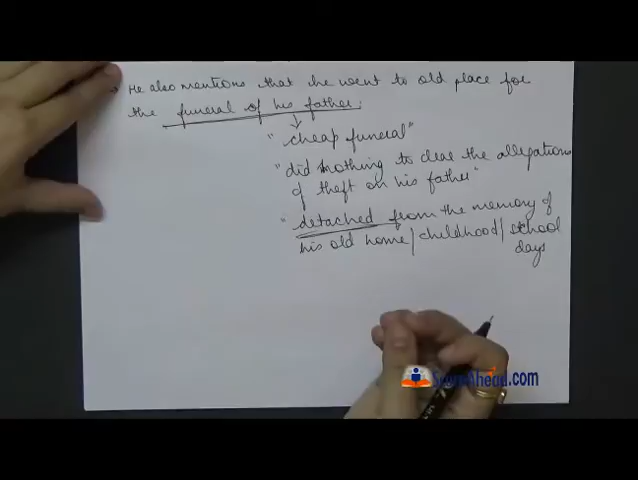 → He also mentions that he went to old place for
the funeral of his father.
"cheap funeral"
"did nothing to clear the allegations
of theft on his father"
"detached from the memory of
his old home/childhood/school
days
ScoreAhead.com